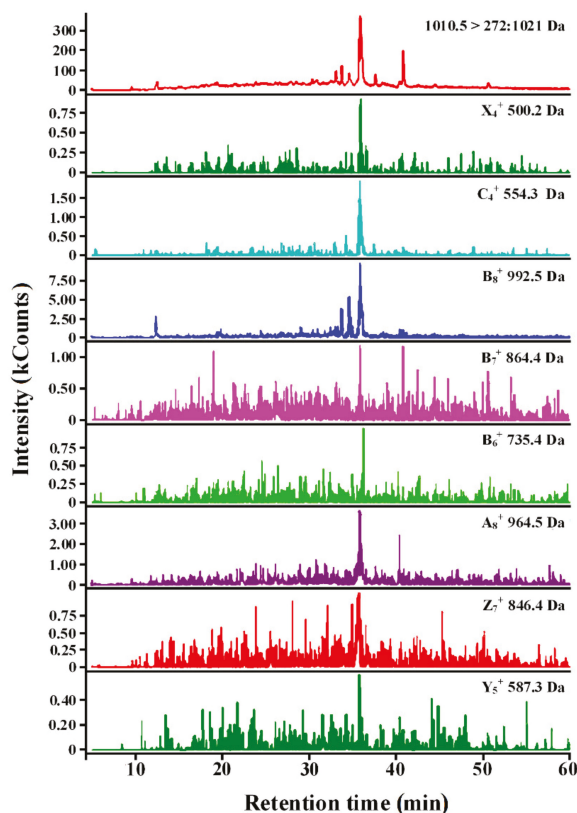 1010.5 > 272:1021 Da
300
200
100
0
X₄⁺ 500.2 Da
0.75
0.50
0.25
0
C₄⁺ 554.3 Da
1.50
1.00
0.50
0
B₈⁺ 992.5 Da
7.50
5.00
2.50
0
B₇⁺ 864.4 Da
1.00
0.50
0
B₆⁺ 735.4 Da
0.75
0.50
0.25
0
A₈⁺ 964.5 Da
3.00
2.00
1.00
0
Z₇⁺ 846.4 Da
0.75
0.50
0.25
0
Y₅⁺ 587.3 Da
0.40
0.20
0
Intensity (kCounts)
10 20 30 40 50 60
Retention time (min)